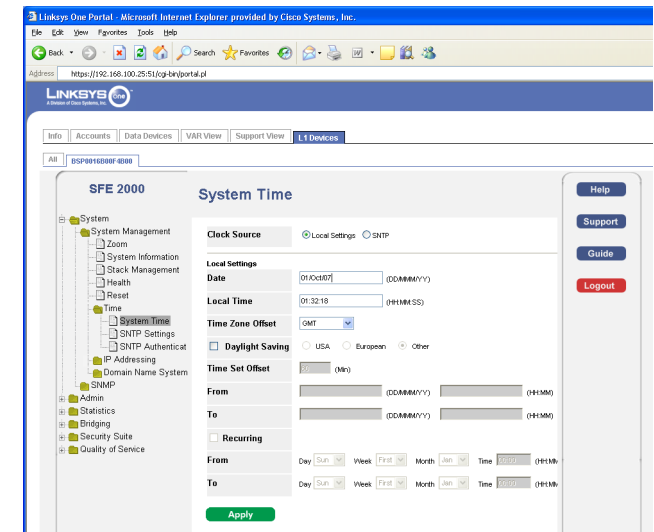 Linksys One Portal - Microsoft Internet Explorer provided by Cisco Systems, Inc.
File Edit View Favorites Tools Help
Back Search Favorites
Address https://192.168.100.25:51/cgi-bin/portal.pl
LINKSYS one
A Division of Cisco Systems, Inc.
Info Accounts Data Devices VAR View Support View L1 Devices
All BSP0016B00F4B00
SFE 2000
System
System Management
Zoom
System Information
Stack Management
Health
Reset
Time
System Time
SNTP Settings
SNTP Authenticat
IP Addressing
Domain Name System
SNMP
Admin
Statistics
Bridging
Security Suite
Quality of Service
System Time
Clock Source Local Settings SNTP
Local Settings
Date 01/Oct/07 (DD/MMM/YY)
Local Time 01:32:18 (HH:MM:SS)
Time Zone Offset GMT
Daylight Saving USA European Other
Time Set Offset (Min)
From (DD/MMM/YY) (HH:MM)
To (DD/MMM/YY) (HH:MM)
Recurring
From Day Sun Week First Month Jan Time 00:00 (HH:MM
To Day Sun Week First Month Jan Time 00:00 (HH:MM
Apply
Help
Support
Guide
Logout